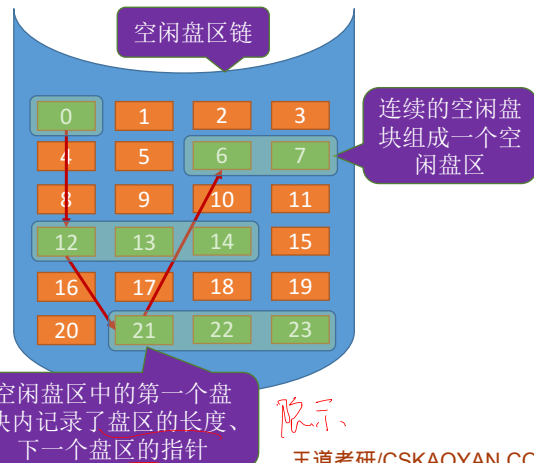 空闲盘区链
0 1 2 3
4 5 6 7
8 9 10 11
12 13 14 15
16 17 18 19
20 21 22 23
连续的空闲盘
块组成一个空
闲盘区
空闲盘区中的第一个盘
块内记录了盘区的长度、
下一个盘区的指针
王道考研/CSKAOYAN.CO